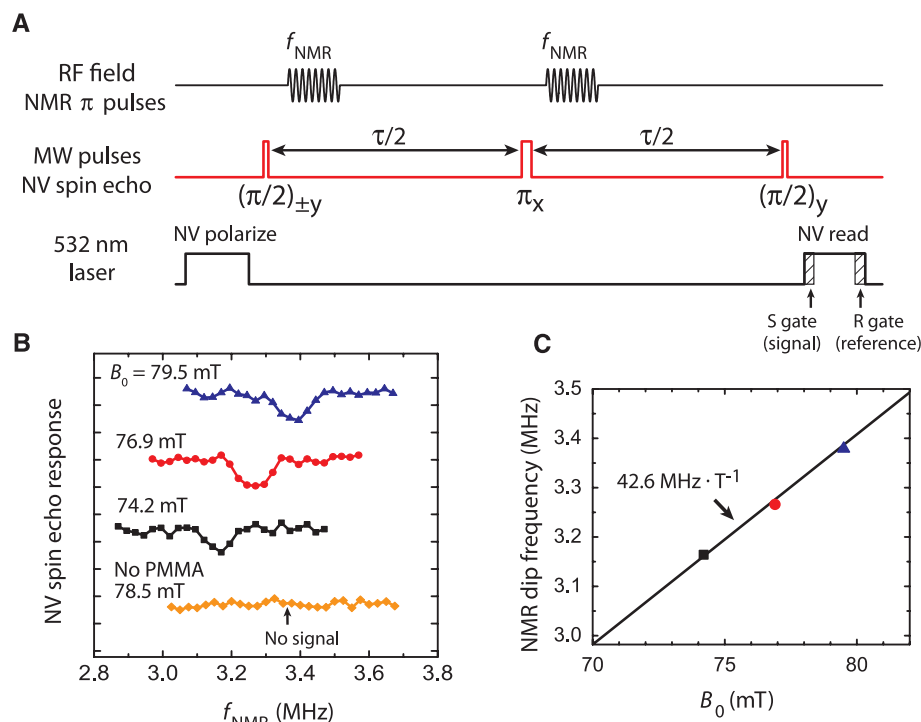 A
RF field
NMR π pulses
f_NMR
f_NMR
MW pulses
NV spin echo
τ/2
τ/2
(π/2)±y
πx
(π/2)y
532 nm
laser
NV polarize
NV read
S gate
(signal)
R gate
(reference)
B
NV spin echo response
B0 = 79.5 mT
76.9 mT
74.2 mT
No PMMA
78.5 mT
No signal
2.8 3.0 3.2 3.4 3.6 3.8
f_NMR (MHz)
C
NMR dip frequency (MHz)
3.5
3.4
3.3
3.2
3.1
3.0
42.6 MHz · T⁻¹
70 75 80
B0 (mT)